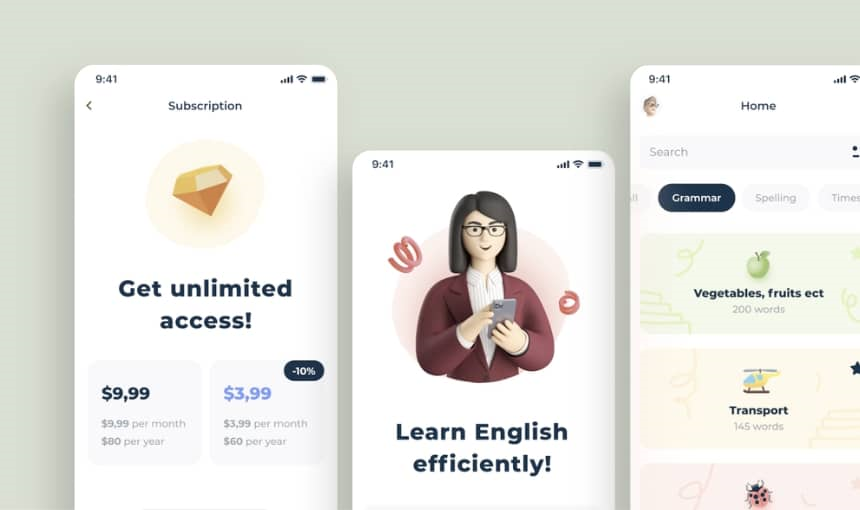 9:41
Subscription
Get unlimited
access!
$9,99
$9,99 per month
$80 per year
-10%
$3,99
$3,99 per month
$60 per year
9:41
Learn English
efficiently!
9:41
Home
Search
Grammar
Spelling
Times
Vegetables, fruits ect
200 words
Transport
145 words